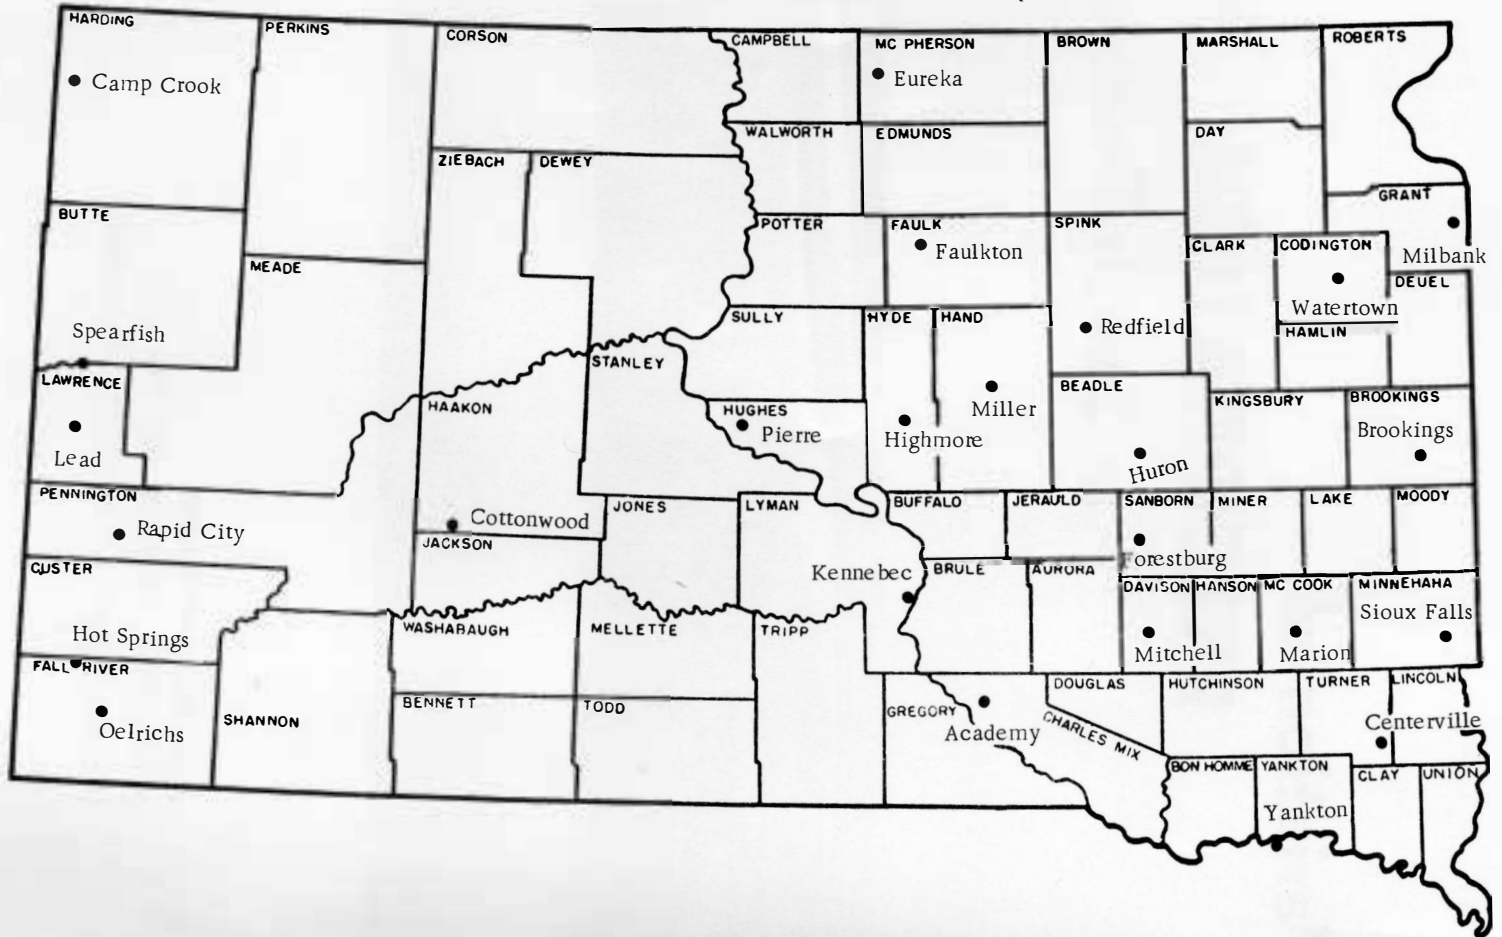 HARDING
PERKINS
CORSON
CAMPBELL
MC PHERSON
BROWN
MARSHALL
ROBERTS
Camp Crook
Eureka
WALWORTH
EDMUNDS
DAY
ZIEBACH
DEWEY
GRANT
BUTTE
POTTER
FAULK
SPINK
Faulkton
CLARK
CODINGTON
Milbank
MEADE
DEUEL
Watertown
SULLY
HYDE
HAND
Redfield
HAMLIN
Spearfish
STANLEY
LAWRENCE
BEADLE
KINGSBURY
BROOKINGS
HAAKON
HUGHES
Miller
Pierre
Highmore
Brookings
Lead
Huron
PENNINGTON
JONES
LYMAN
BUFFALO
JERAULD
SANBORN
MINER
LAKE
MOODY
Rapid City
Cottonwood
JACKSON
Forestburg
CUSTER
Kennebec
BRULE
AURORA
DAVISON
HANSON
MC COOK
MINNEHAHA
Sioux Falls
Hot Springs
WASHABAUGH
MELLETTE
TRIPP
Mitchell
Marion
FALL RIVER
DOUGLAS
HUTCHINSON
TURNER
LINCOLN
BENNETT
TODD
GREGORY
SHANNON
Oelrichs
Academy
CHARLES MIX
Centerville
BON HOMME
YANKTON
CLAY
UNION
Yankton